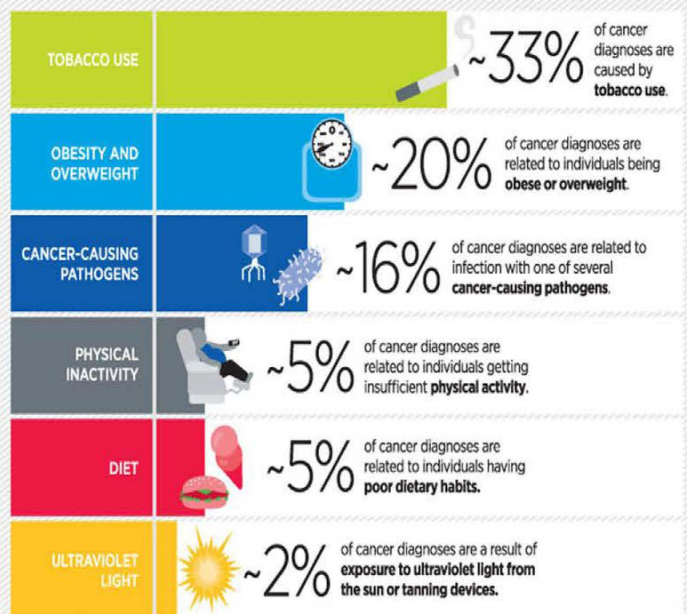 TOBACCO USE
~33%
of cancer
diagnoses are
caused by
tobacco use.
OBESITY AND
OVERWEIGHT
~20%
of cancer diagnoses are
related to individuals being
obese or overweight.
CANCER-CAUSING
PATHOGENS
~16%
of cancer diagnoses are related to
infection with one of several
cancer-causing pathogens.
PHYSICAL
INACTIVITY
~5%
of cancer diagnoses are
related to individuals getting
insufficient physical activity.
DIET
~5%
of cancer diagnoses are
related to individuals having
poor dietary habits.
ULTRAVIOLET
LIGHT
~2%
of cancer diagnoses are a result of
exposure to ultraviolet light from
the sun or tanning devices.